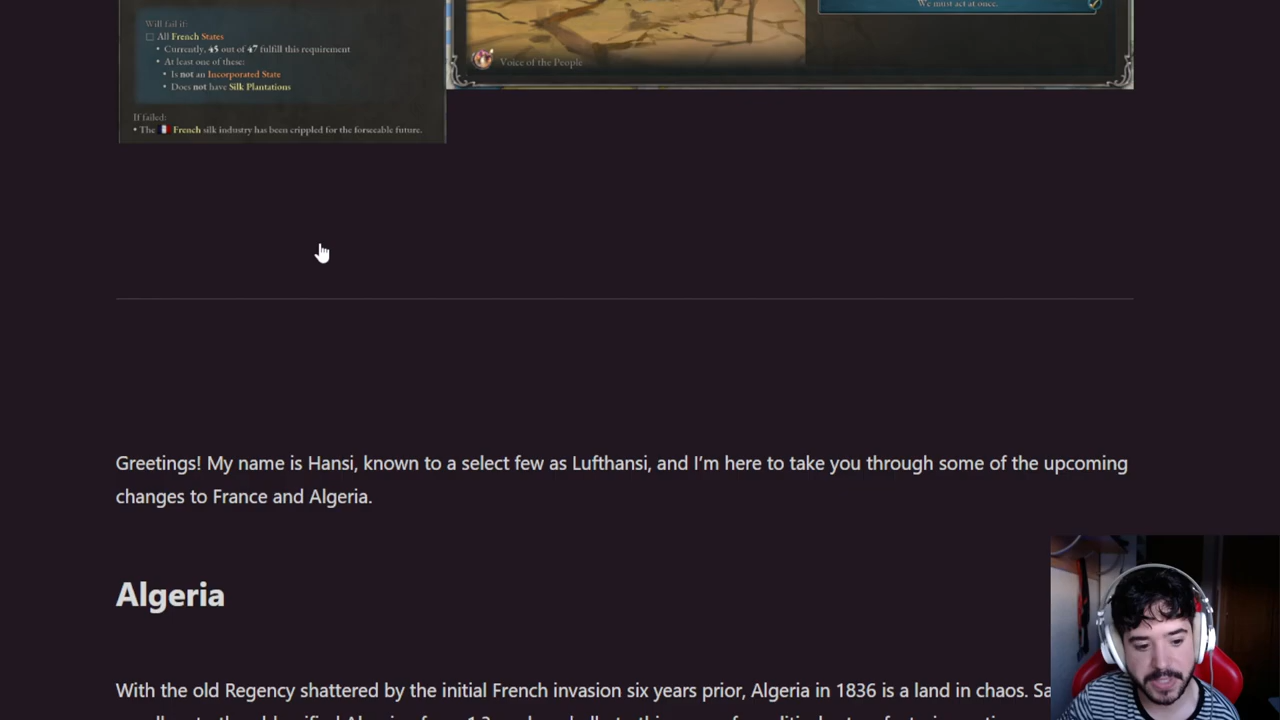 We must act at once.
Will fail if:
All French States
• Currently, 45 out of 47 fulfill this requirement
• At least one of these:
• Is not an Incorporated State
• Does not have Silk Plantations
Voice of the People
If failed:
• The French silk industry has been crippled for the forseeable future.
Greetings! My name is Hansi, known to a select few as Lufthansi, and I’m here to take you through some of the upcoming
changes to France and Algeria.
Algeria
With the old Regency shattered by the initial French invasion six years prior, Algeria in 1836 is a land in chaos.